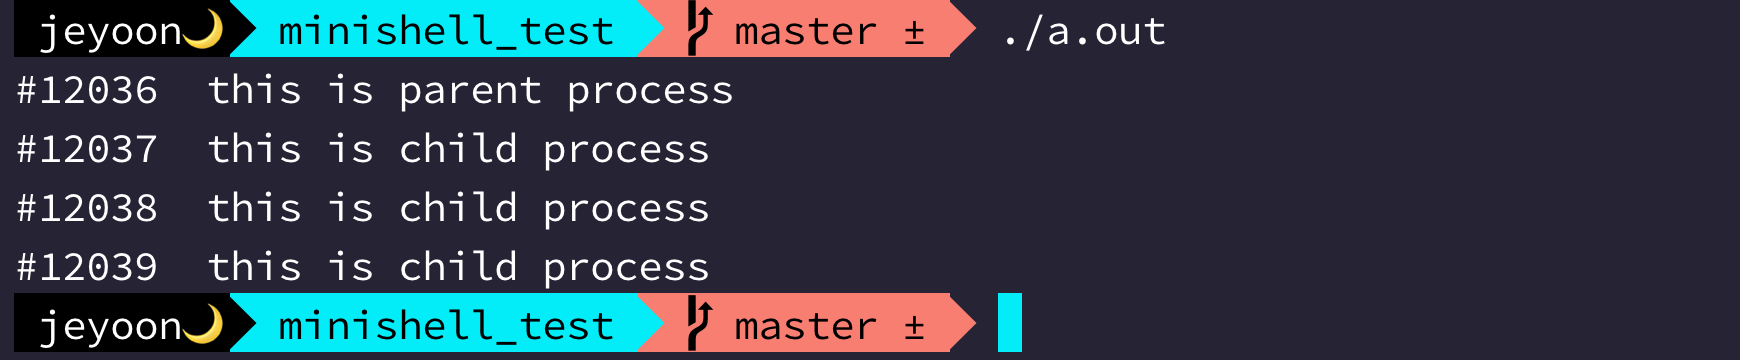 jeyoon🌙 minishell_test master ± ./a.out
#12036  this is parent process
#12037  this is child process
#12038  this is child process
#12039  this is child process
jeyoon🌙 minishell_test master ±